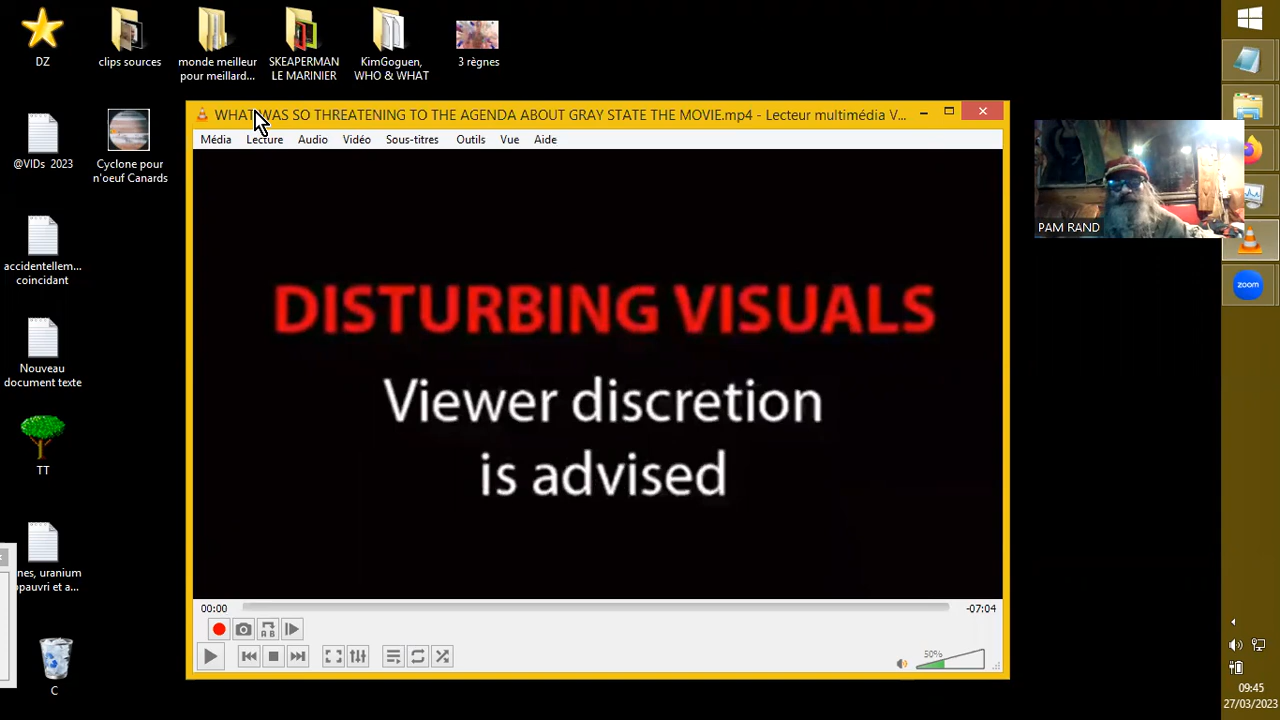 DZ
clips sources
monde meilleur
pour meillard...
SKEAPERMAN
LE MARINIER
KimGoguen,
WHO & WHAT
3 règnes
@VIDs 2023
Cyclone pour
n'oeuf Canards
accidentellem...
coincidant
Nouveau
document texte
TT
nes, uranium
apauvri et a...
C
WHAT WAS SO THREATENING TO THE AGENDA ABOUT GRAY STATE THE MOVIE.mp4 - Lecteur multimédia V...
Média Lecture Audio Vidéo Sous-titres Outils Vue Aide
DISTURBING VISUALS
Viewer discretion
is advised
00:00
-07:04
A B
50%
PAM RAND
zoom
09:45
27/03/2023